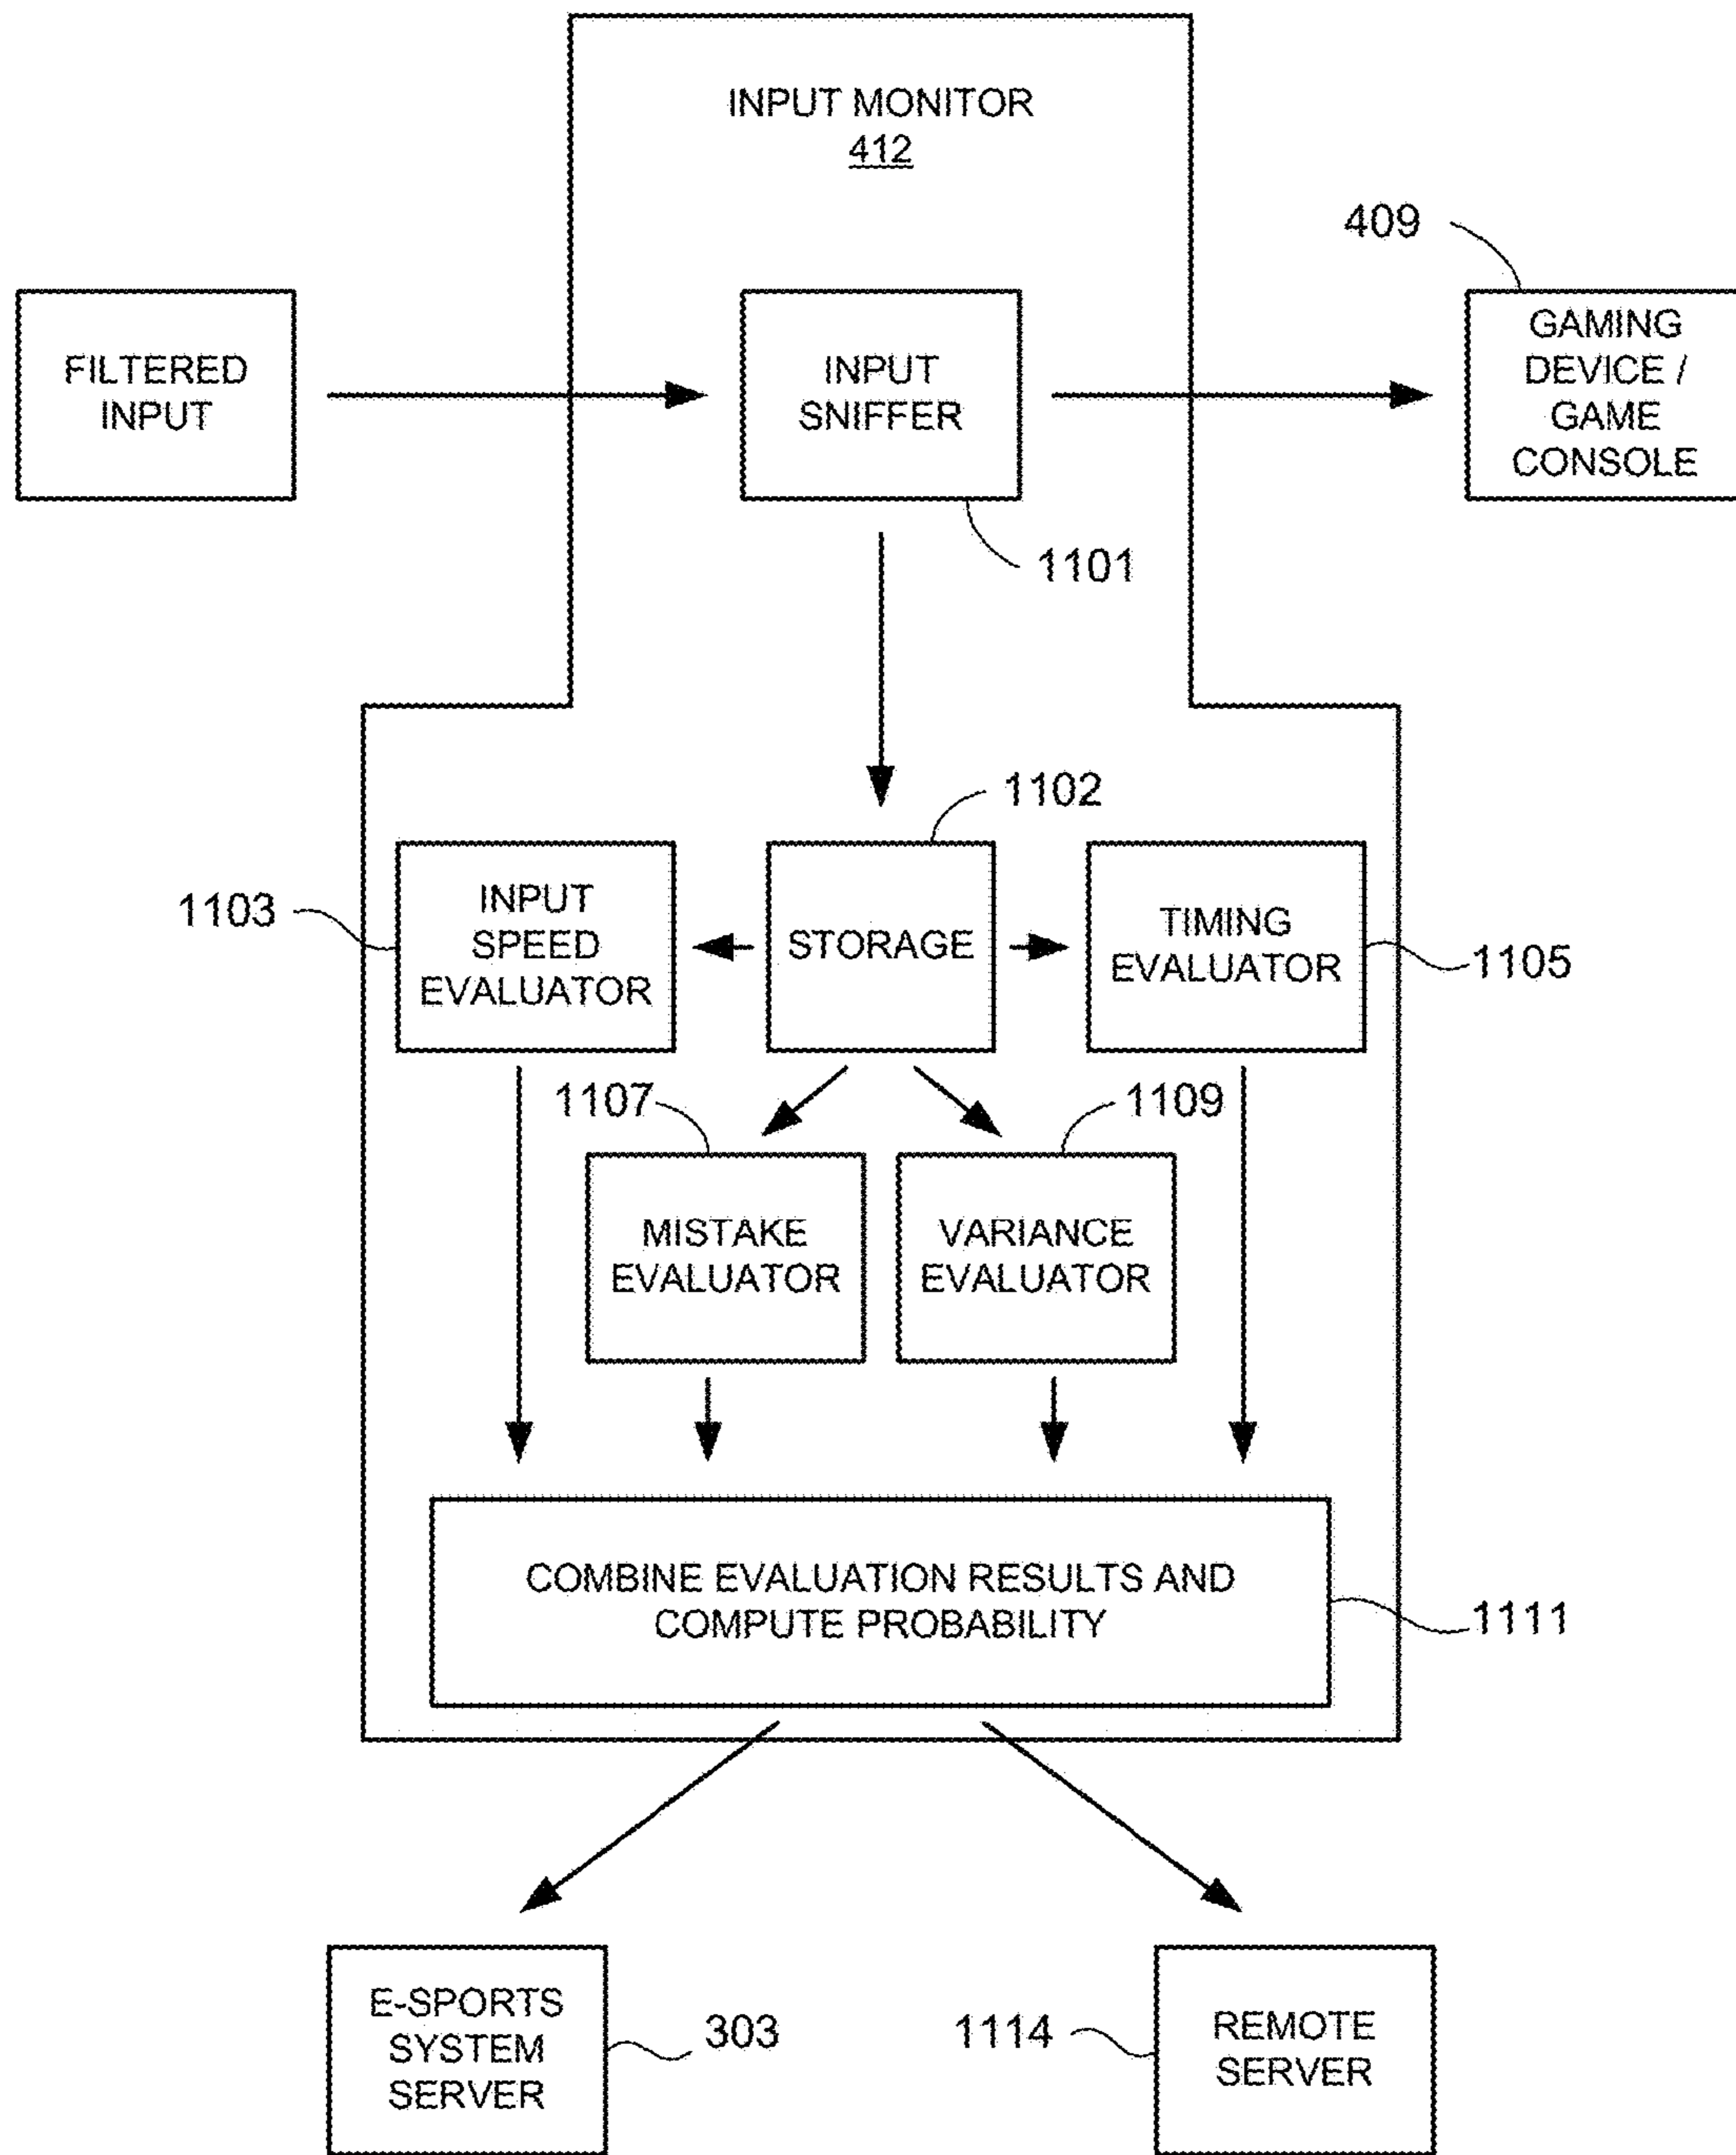 INPUT MONITOR
412
409
FILTERED
INPUT
INPUT
SNIFFER
GAMING
DEVICE /
GAME
CONSOLE
1101
1102
1103
INPUT
SPEED
EVALUATOR
STORAGE
TIMING
EVALUATOR
1105
1107
1109
MISTAKE
EVALUATOR
VARIANCE
EVALUATOR
COMBINE EVALUATION RESULTS AND
COMPUTE PROBABILITY
1111
E-SPORTS
SYSTEM
SERVER
303
1114
REMOTE
SERVER